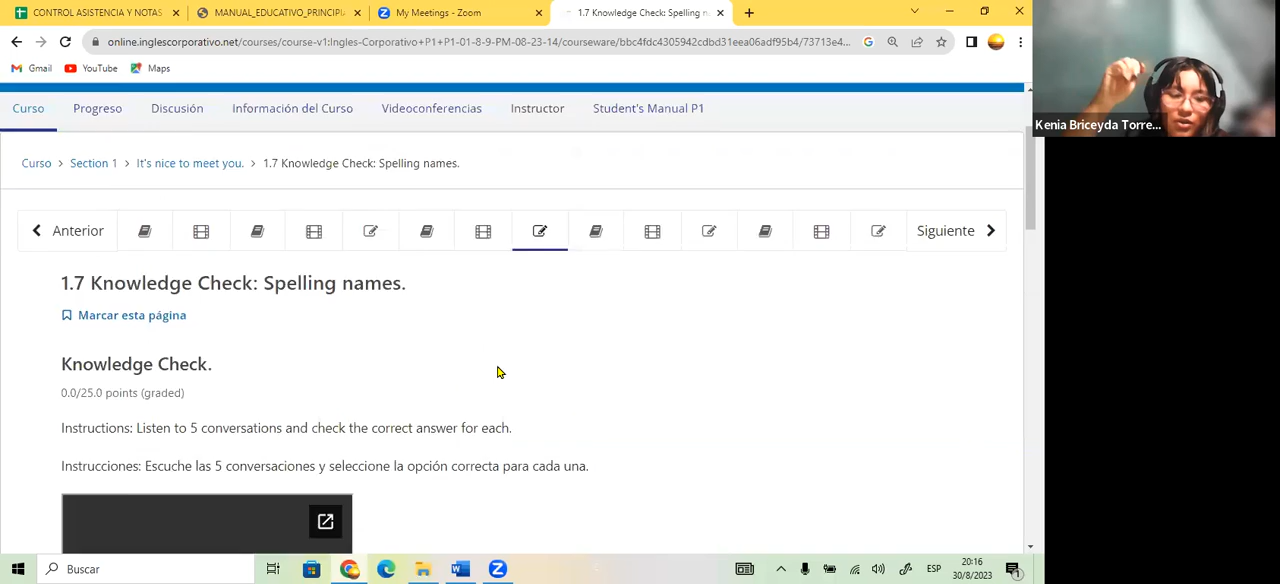 CONTROL ASISTENCIA Y NOTAS
MANUAL_EDUCATIVO_PRINCIPIA
My Meetings - Zoom
1.7 Knowledge Check: Spelling n
online.inglescorporativo.net/courses/course-v1:Ingles-Corporativo+P1+P1-01-8-9-PM-08-23-14/courseware/bbc4fdc4305942cdbd31eea06adf95b4/73713e4...
Gmail
YouTube
Maps
Kenia Briceyda Torre...
Curso
Progreso
Discusión
Información del Curso
Videoconferencias
Instructor
Student's Manual P1
Curso > Section 1 > It's nice to meet you. > 1.7 Knowledge Check: Spelling names.
Anterior
Siguiente
1.7 Knowledge Check: Spelling names.
Marcar esta página
Knowledge Check.
0.0/25.0 points (graded)
Instructions: Listen to 5 conversations and check the correct answer for each.
Instrucciones: Escuche las 5 conversaciones y seleccione la opción correcta para cada una.
Buscar
ESP
20:16
30/8/2023
1